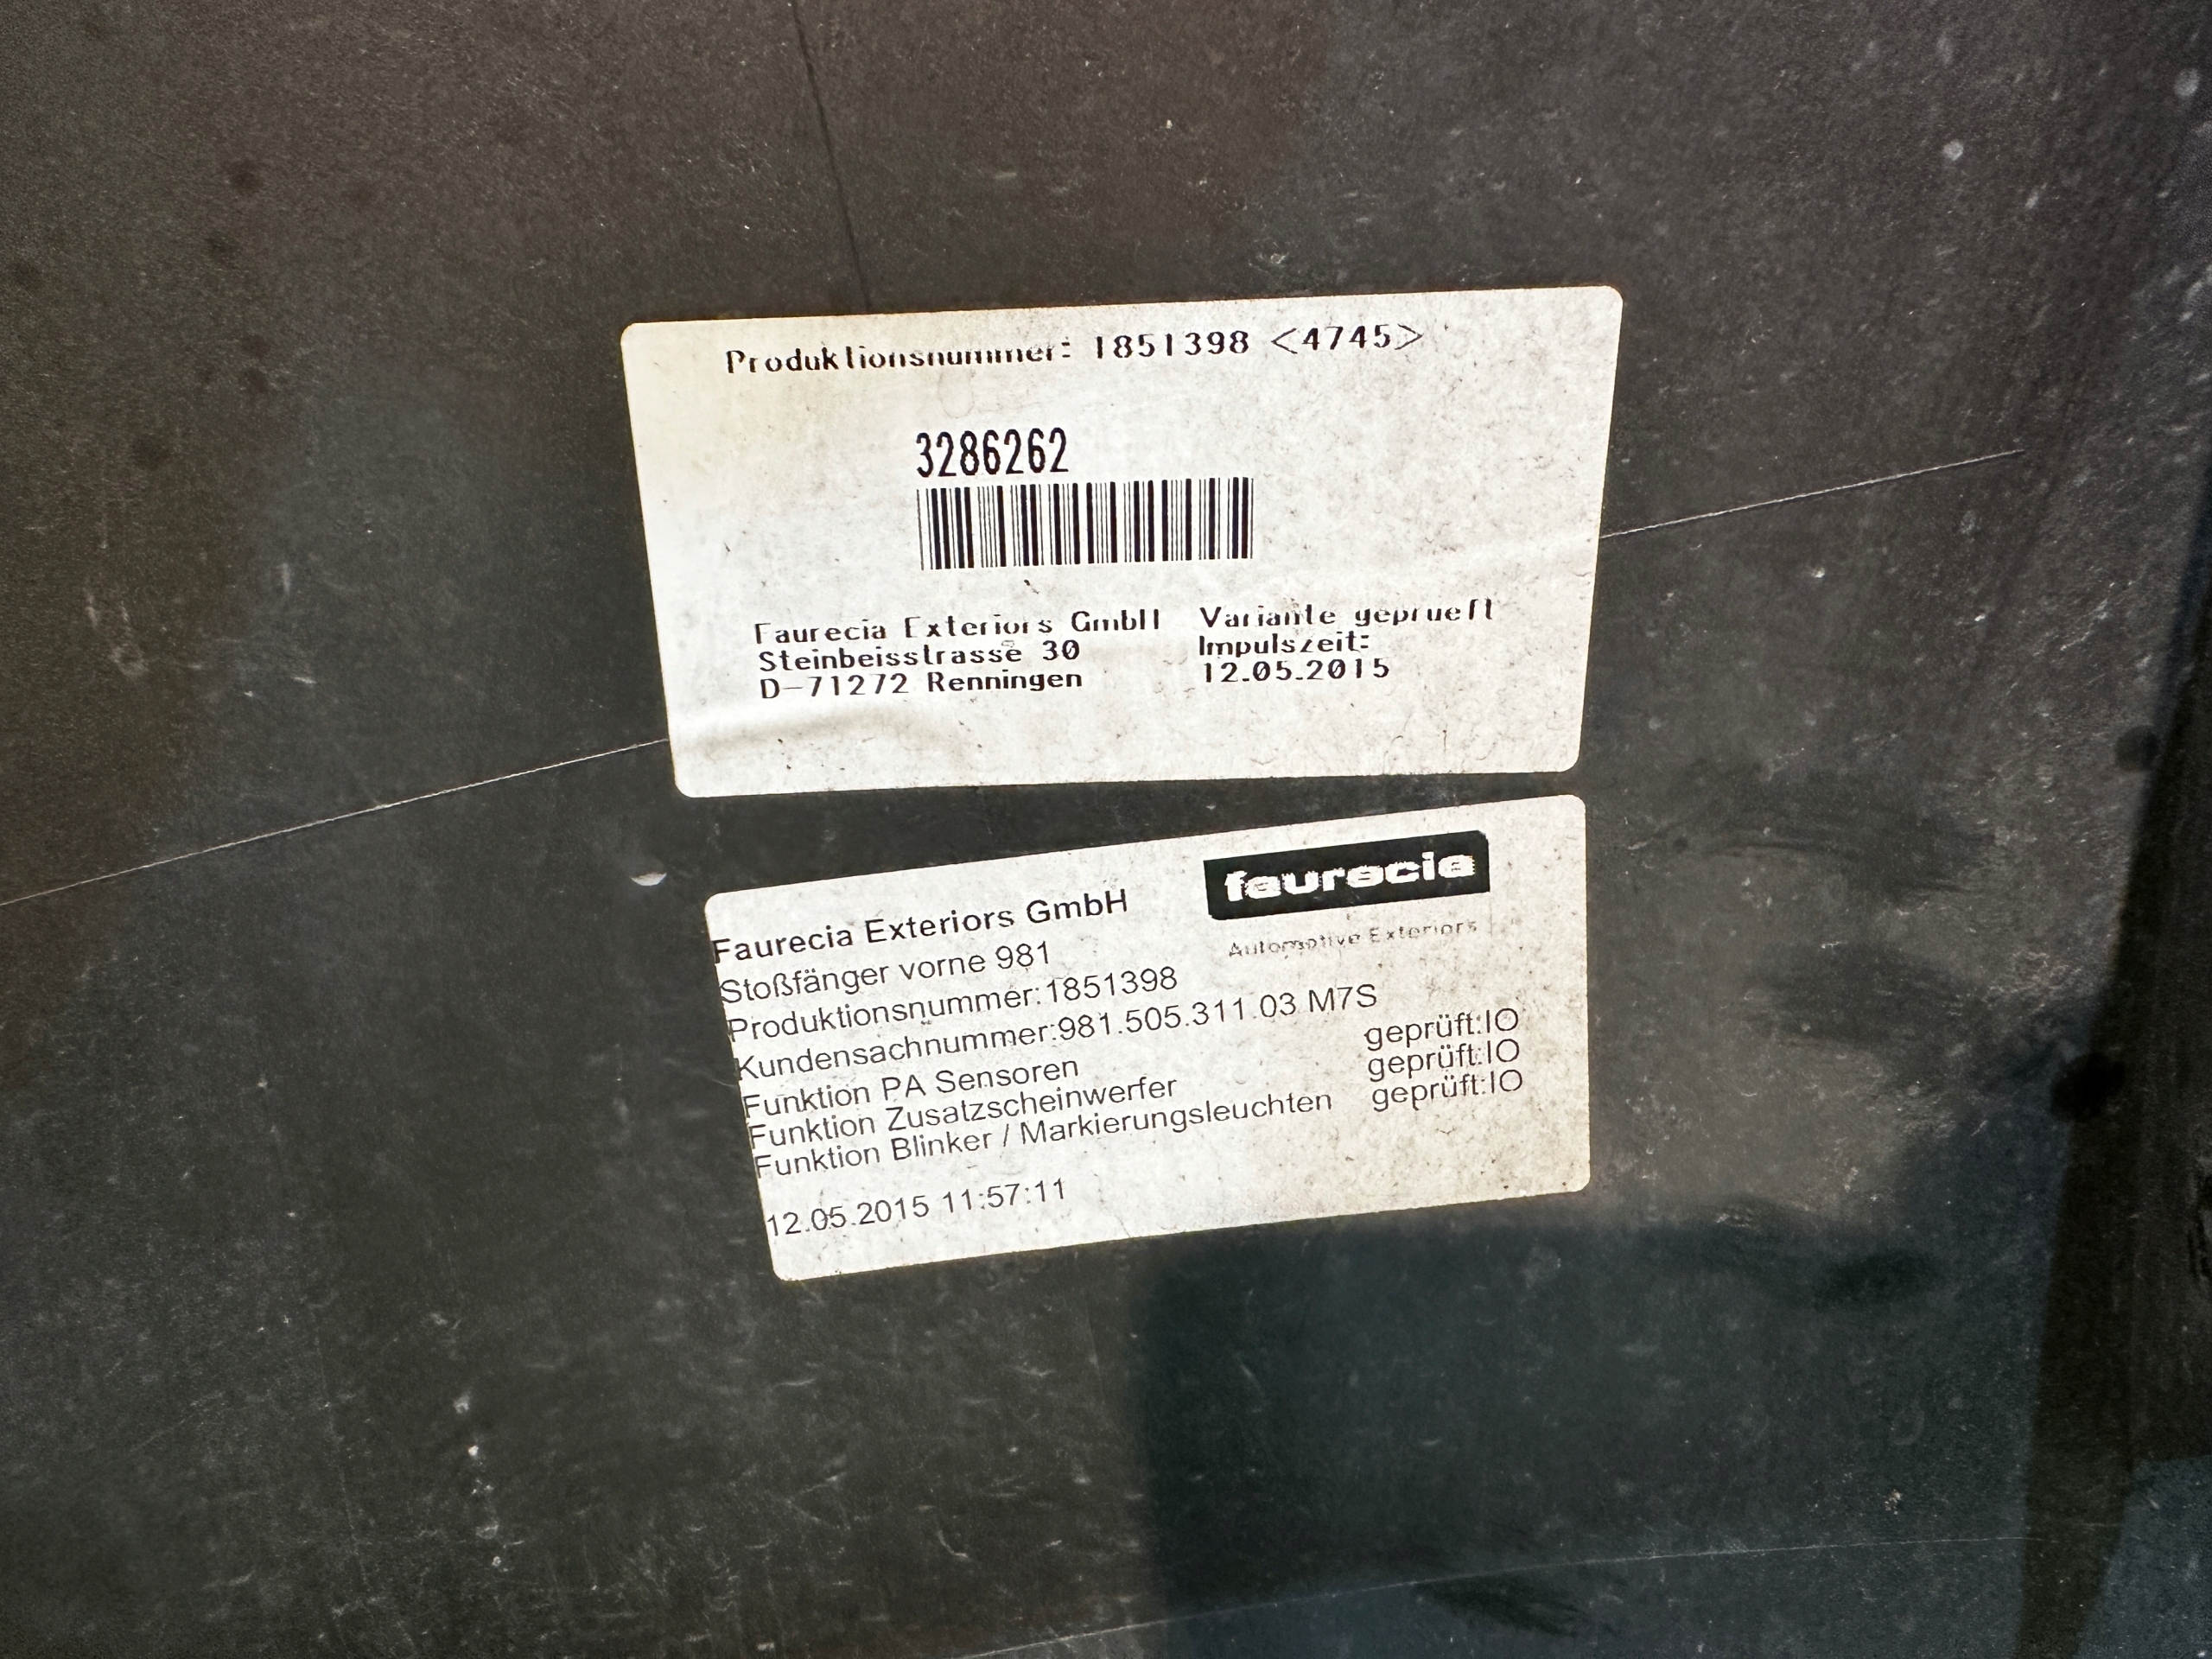 Produktionsnummer: 1851398 <4745>
3286262
Faurecia Exteriors GmbH
Steinbeisstrasse 30
D-71272 Renningen
Variante geprueft
Impulszeit:
12.05.2015
faurecia
Automotive Exteriors
Faurecia Exteriors GmbH
Stoßfänger vorne 981
Produktionsnummer:1851398
Kundensachnummer:981.505.311.03 M7S
Funktion PA Sensoren geprüft:IO
Funktion Zusatzscheinwerfer geprüft:IO
Funktion Blinker / Markierungsleuchten geprüft:IO
12.05.2015 11:57:11